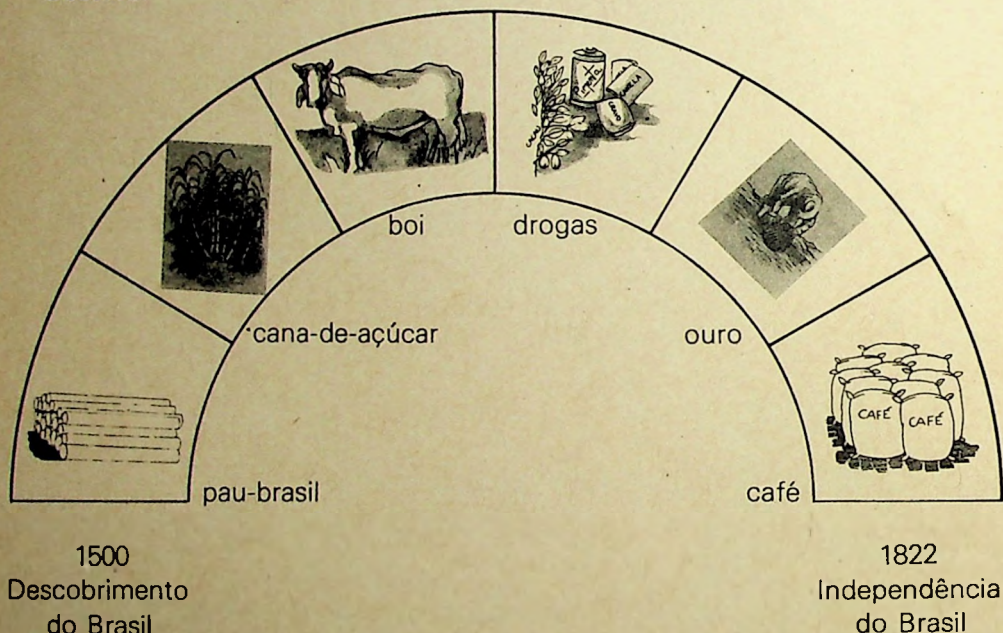 boi
drogas
cana-de-açúcar
ouro
pau-brasil
café
CACAU
CAFÉ
CAFÉ
1500
Descobrimento
do Brasil
1822
Independência
do Brasil